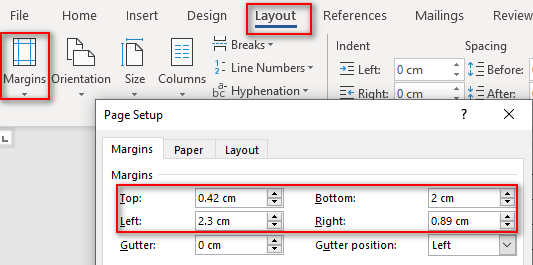 File Home Insert Design Layout References Mailings Review
Margins Orientation Size Columns
Breaks
Line Numbers
Hyphenation
Indent Spacing
Left: 0 cm Before:
Right: 0 cm After:
Page Setup
Margins Paper Layout
Margins
Top: 0.42 cm Bottom: 2 cm
Left: 2.3 cm Right: 0.89 cm
Gutter: 0 cm Gutter position: Left